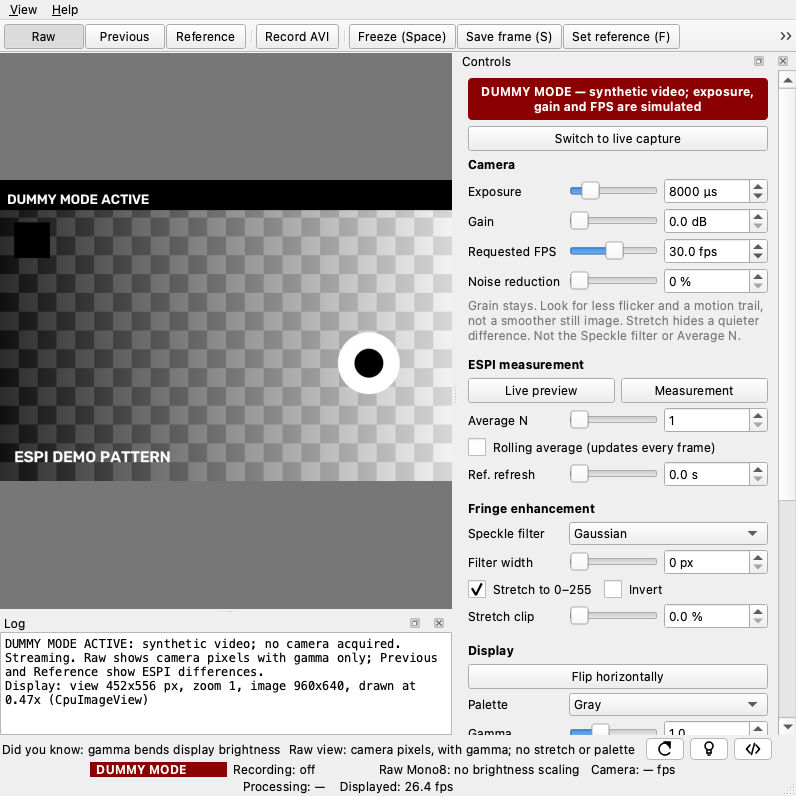 View Help
Raw Previous Reference Record AVI Freeze (Space) Save frame (S) Set reference (F) »
Controls
DUMMY MODE — synthetic video; exposure,
gain and FPS are simulated
Switch to live capture
Camera
Exposure 8000 µs
Gain 0.0 dB
Requested FPS 30.0 fps
Noise reduction 0 %
Grain stays. Look for less flicker and a motion trail,
not a smoother still image. Stretch hides a quieter
difference. Not the Speckle filter or Average N.
ESPI measurement
Live preview Measurement
Average N 1
Rolling average (updates every frame)
Ref. refresh 0.0 s
Fringe enhancement
Speckle filter Gaussian
Filter width 0 px
Stretch to 0–255 Invert
Stretch clip 0.0 %
Display
Flip horizontally
Palette Gray
Gamma 1.0
DUMMY MODE ACTIVE
ESPI DEMO PATTERN
Log
DUMMY MODE ACTIVE: synthetic video; no camera acquired.
Streaming. Raw shows camera pixels with gamma only; Previous
and Reference show ESPI differences.
Display: view 452x556 px, zoom 1, image 960x640, drawn at
0.47x (CpuImageView)
Did you know: gamma bends display brightness Raw view: camera pixels, with gamma; no stretch or palette
DUMMY MODE Recording: off Raw Mono8: no brightness scaling Camera: — fps
Processing: — Displayed: 26.4 fps